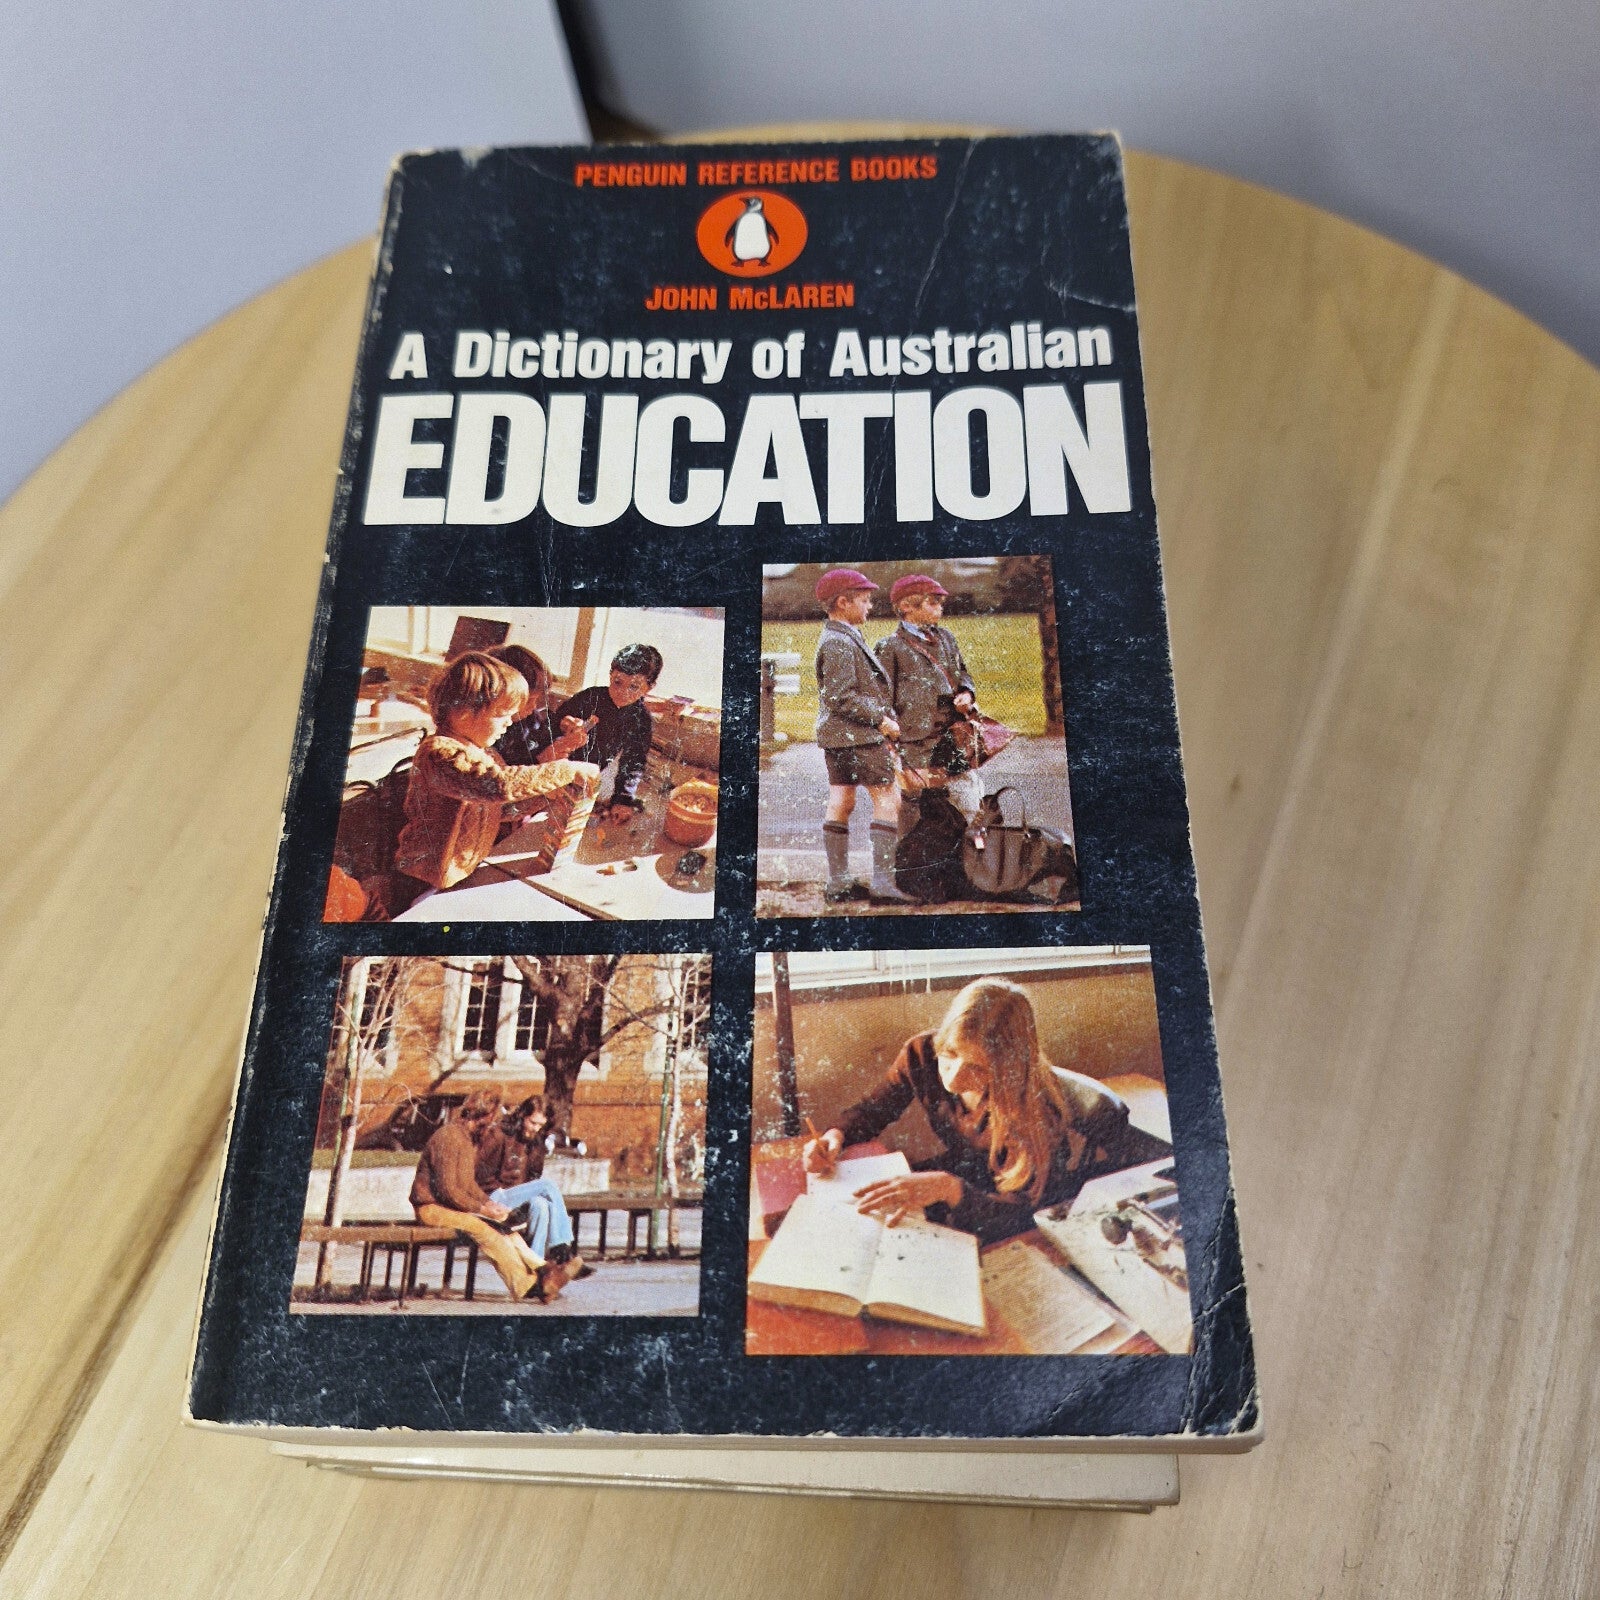 PENGUIN REFERENCE BOOKS
JOHN McLAREN
A Dictionary of Australian
EDUCATION